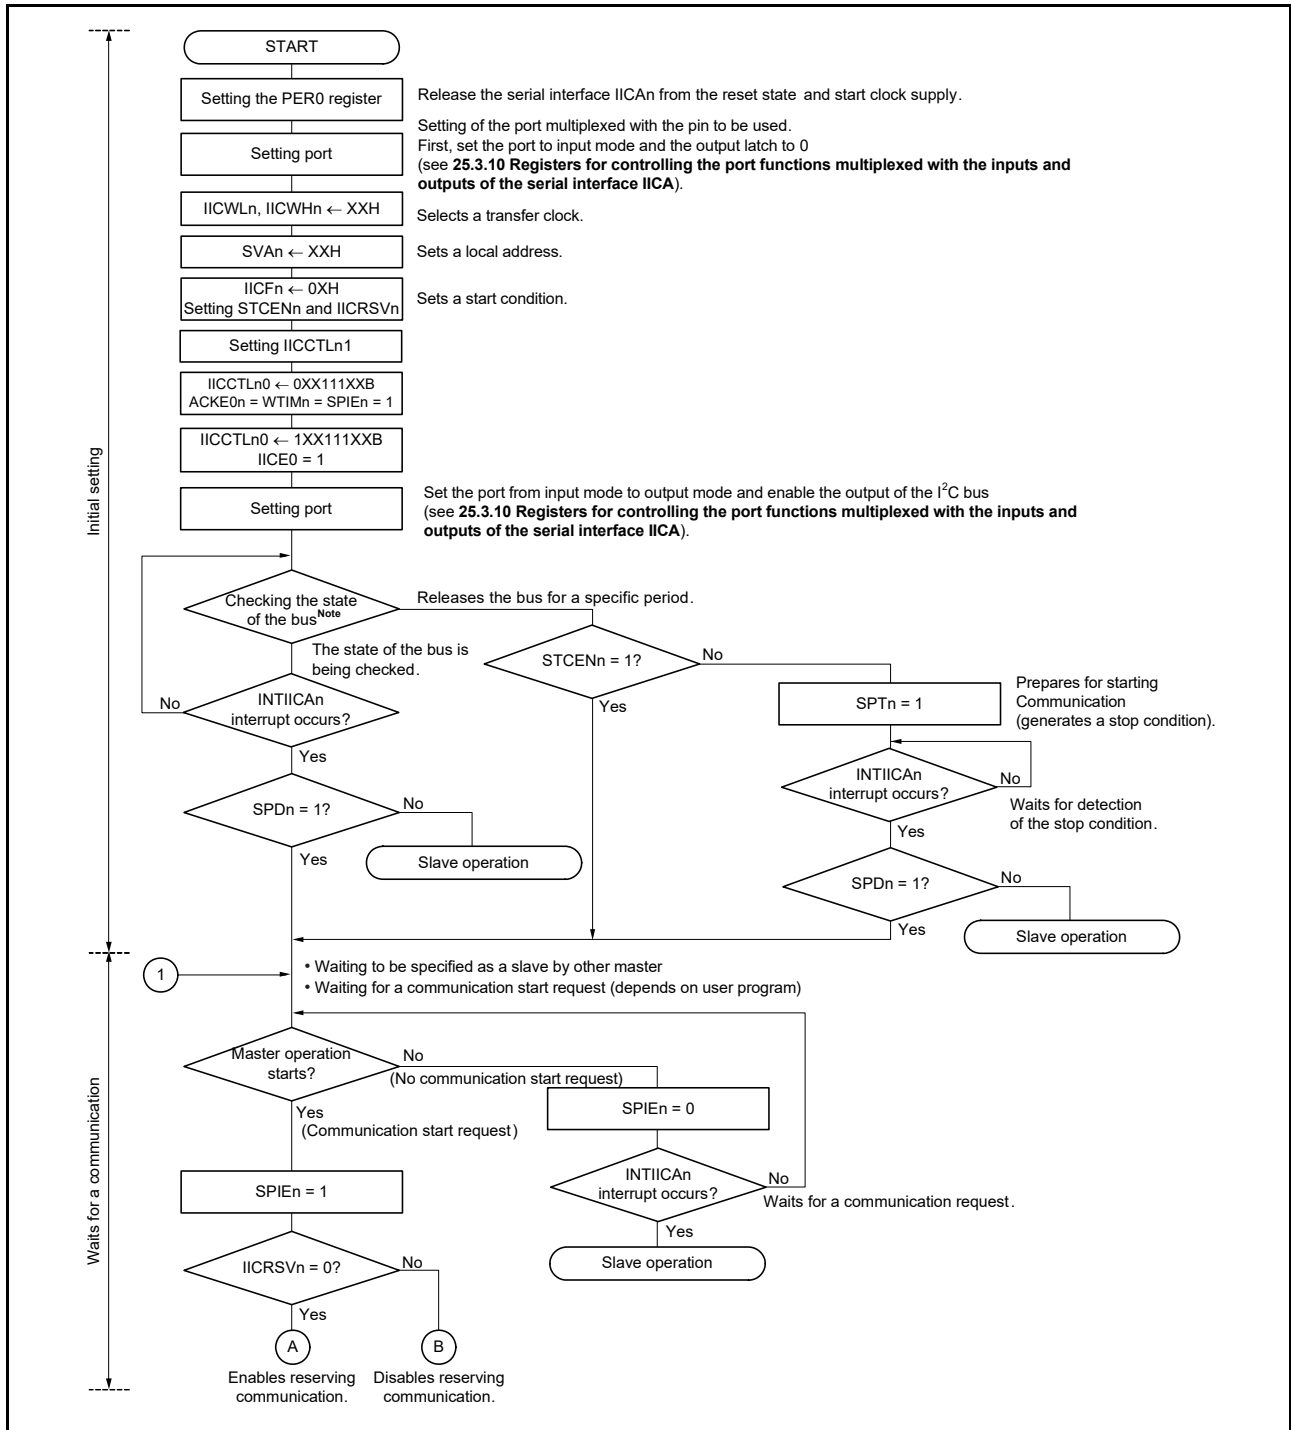 START
Setting the PER0 register
Release the serial interface IICAn from the reset state and start clock supply.
Setting port
Setting of the port multiplexed with the pin to be used.
First, set the port to input mode and the output latch to 0
(see 25.3.10 Registers for controlling the port functions multiplexed with the inputs and
outputs of the serial interface IICA).
IICWLn, IICWHn ← XXH
Selects a transfer clock.
SVAn ← XXH
Sets a local address.
IICFn ← 0XH
Setting STCENn and IICRSVn
Sets a start condition.
Setting IICCTLn1
IICCTLn0 ← 0XX111XXB
ACKE0n = WTIMn = SPIEn = 1
IICCTLn0 ← 1XX111XXB
IICE0 = 1
Initial setting
Setting port
Set the port from input mode to output mode and enable the output of the I²C bus
(see 25.3.10 Registers for controlling the port functions multiplexed with the inputs and
outputs of the serial interface IICA).
Checking the state
of the bus Note
Releases the bus for a specific period.
The state of the bus is
being checked.
STCENn = 1?
No
Yes
SPTn = 1
Prepares for starting
Communication
(generates a stop condition).
INTIICAn
interrupt occurs?
No
Yes
INTIICAn
interrupt occurs?
No
Waits for detection
of the stop condition.
Yes
SPDn = 1?
No
Slave operation
Yes
SPDn = 1?
No
Slave operation
Yes
1
• Waiting to be specified as a slave by other master
• Waiting for a communication start request (depends on user program)
Waits for a communication
Master operation
starts?
No
(No communication start request)
Yes
(Communication start request)
SPIEn = 0
INTIICAn
interrupt occurs?
No
Waits for a communication request.
Yes
Slave operation
SPIEn = 1
IICRSVn = 0?
No
Yes
A
B
Enables reserving
communication.
Disables reserving
communication.